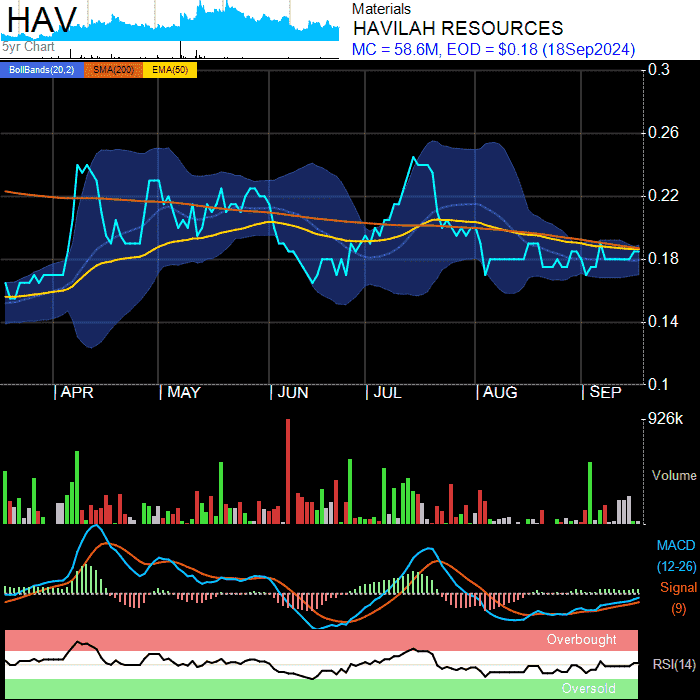 HAV
5yr Chart
Materials
HAVILAH RESOURCES
MC = 58.6M, EOD = $0.18 (18Sep2024)
BollBands(20,2) SMA(200) EMA(50)
0.3
0.26
0.22
0.18
0.14
0.1
APR MAY JUN JUL AUG SEP
926k
Volume
MACD
(12-26)
Signal
(9)
Overbought
RSI(14)
Oversold